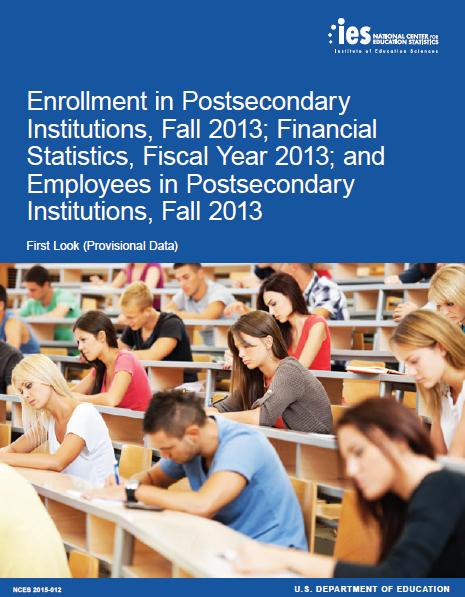 ies NATIONAL CENTER FOR
EDUCATION STATISTICS
Institute of Education Sciences
Enrollment in Postsecondary
Institutions, Fall 2013; Financial
Statistics, Fiscal Year 2013; and
Employees in Postsecondary
Institutions, Fall 2013
First Look (Provisional Data)
NCES 2015-012
U.S. DEPARTMENT OF EDUCATION